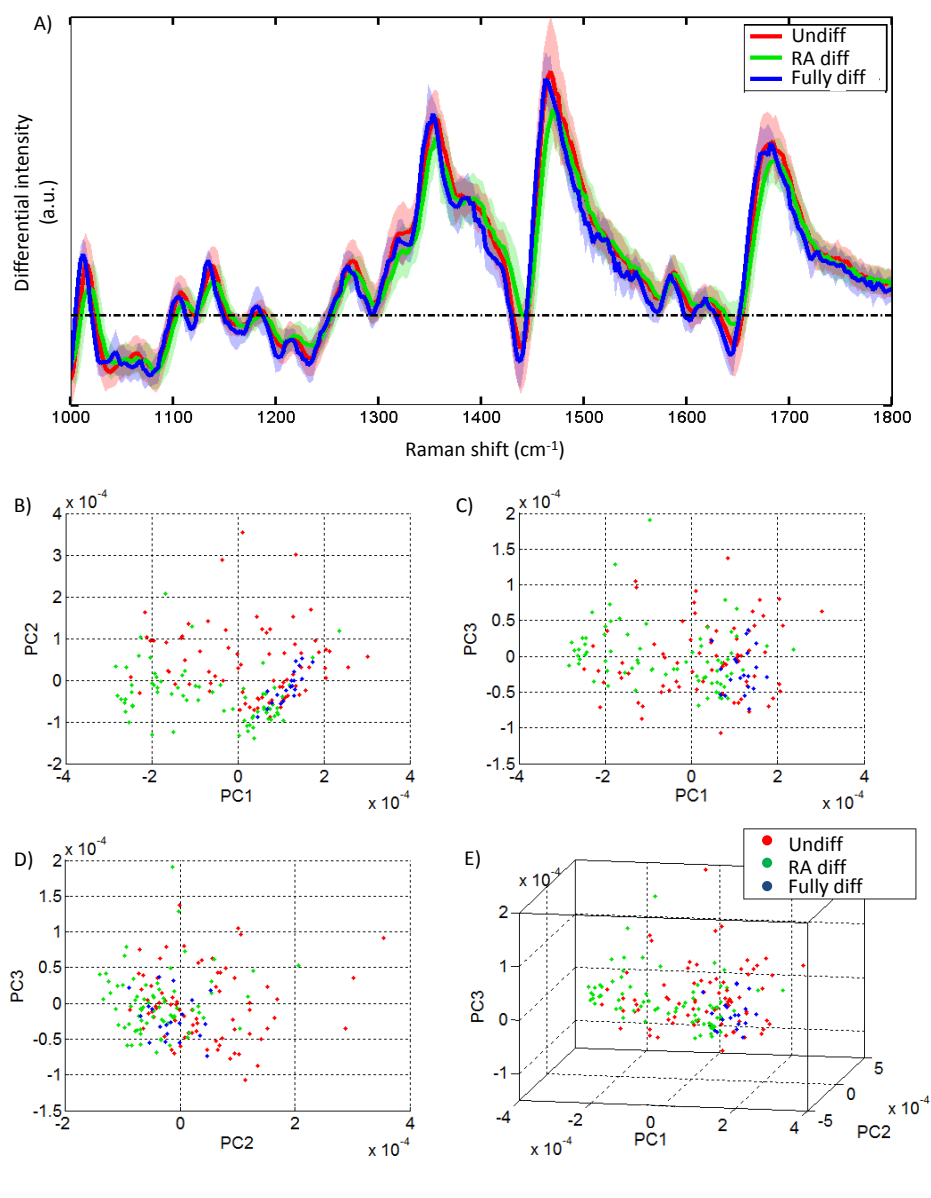 A)
Differential intensity
(a.u.)
Undiff
RA diff
Fully diff
1000 1100 1200 1300 1400 1500 1600 1700 1800
Raman shift (cm-1)
B)
x 10-4
4
3
2
1
0
-1
-2
PC2
-4 -2 0 2 4
PC1
x 10-4
C)
x 10-4
2
1.5
1
0.5
0
-0.5
-1
-1.5
PC3
-4 -2 0 2 4
PC1
x 10-4
D)
x 10-4
2
1.5
1
0.5
0
-0.5
-1
-1.5
PC3
-2 0 2 4
PC2
x 10-4
E)
Undiff
RA diff
Fully diff
x 10-4
2
1
0
-1
PC3
-4 -2 0 2 4
x 10-4
PC1
5
0
-5
x 10-4
PC2